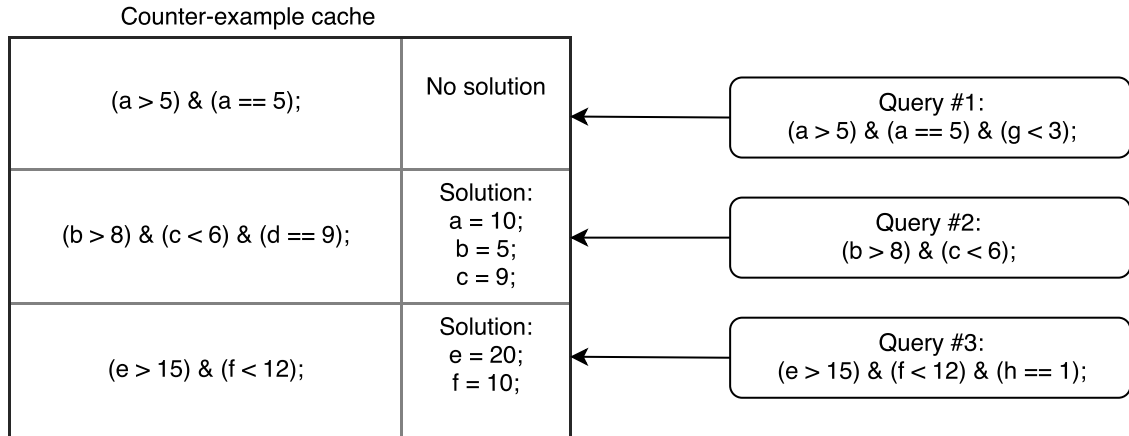 Counter-example cache
(a > 5) & (a == 5);
No solution
Query #1:
(a > 5) & (a == 5) & (g < 3);
(b > 8) & (c < 6) & (d == 9);
Solution:
a = 10;
b = 5;
c = 9;
Query #2:
(b > 8) & (c < 6);
(e > 15) & (f < 12);
Solution:
e = 20;
f = 10;
Query #3:
(e > 15) & (f < 12) & (h == 1);